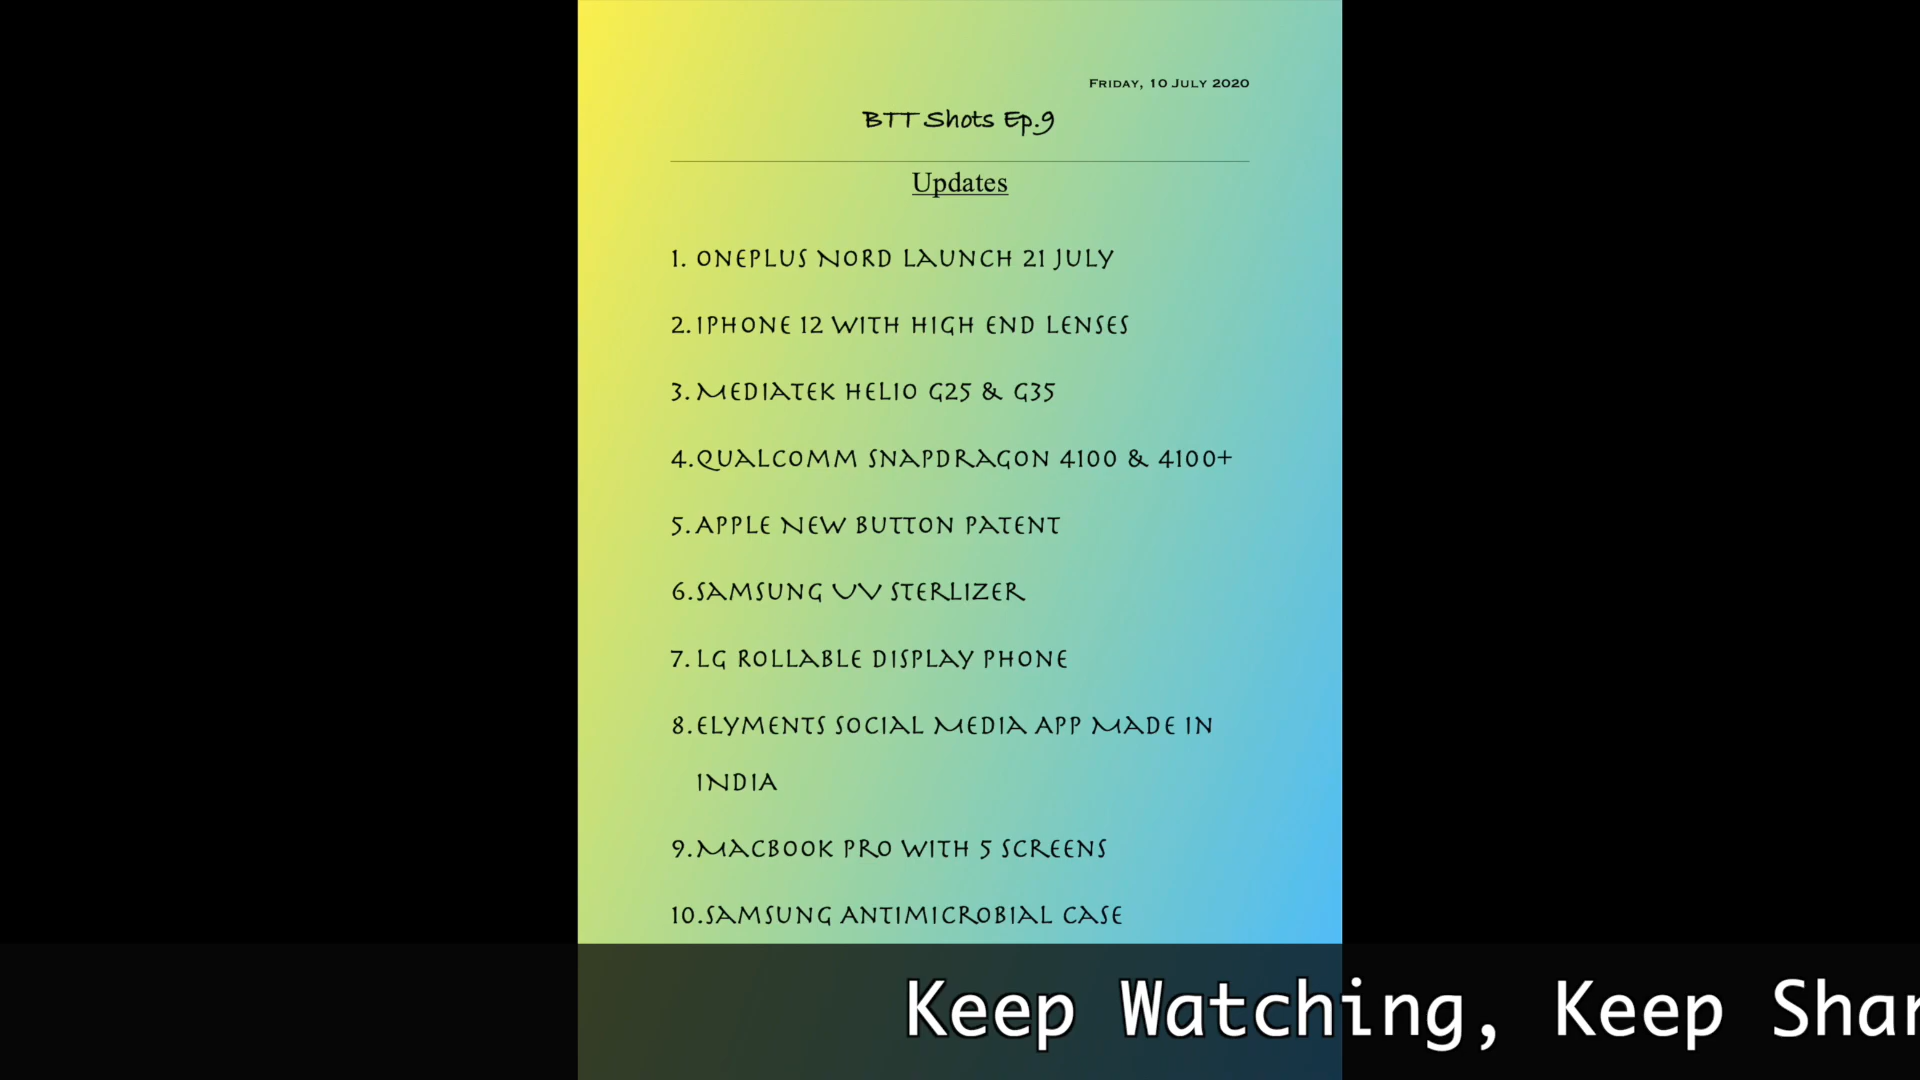 Friday, 10 July 2020
BTT Shots Ep.9
Updates
1. OnePlus Nord Launch 21 July
2. iPhone 12 with High End Lenses
3. MediaTek Helio G25 & G35
4. Qualcomm Snapdragon 4100 & 4100+
5. Apple New Button Patent
6. Samsung UV Sterlizer
7. LG Rollable Display Phone
8. Elyments Social Media App Made in
India
9. MacBook Pro with 5 Screens
10. Samsung Antimicrobial Case
Keep Watching, Keep Shar